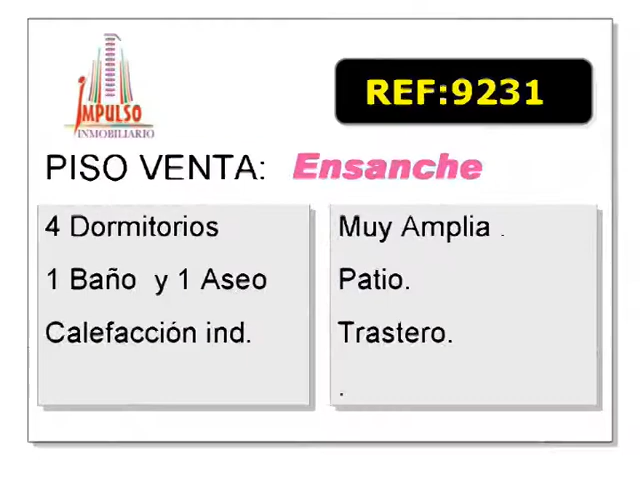 IMPULSO
INMOBILIARIO
REF:9231
PISO VENTA: Ensanche
4 Dormitorios
1 Baño y 1 Aseo
Calefacción ind.
Muy Amplia .
Patio.
Trastero.
.